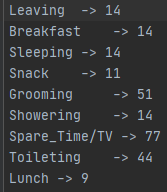 Leaving -> 14
Breakfast -> 14
Sleeping -> 14
Snack -> 11
Grooming -> 51
Showering -> 14
Spare_Time/TV -> 77
Toileting -> 44
Lunch -> 9